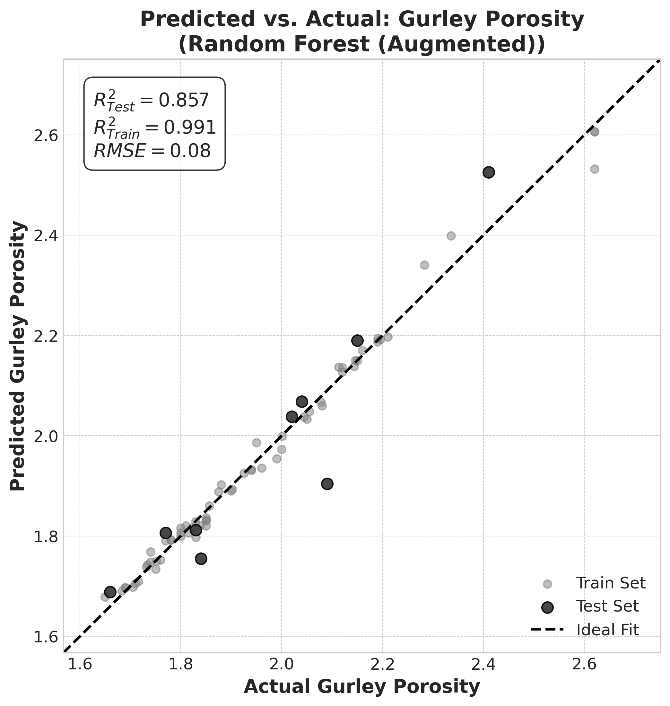 Predicted vs. Actual: Gurley Porosity
(Random Forest (Augmented))
R²_Test = 0.857
R²_Train = 0.991
RMSE = 0.08
2.6
2.4
2.2
2.0
1.8
1.6
Predicted Gurley Porosity
Train Set
Test Set
Ideal Fit
1.6 1.8 2.0 2.2 2.4 2.6
Actual Gurley Porosity